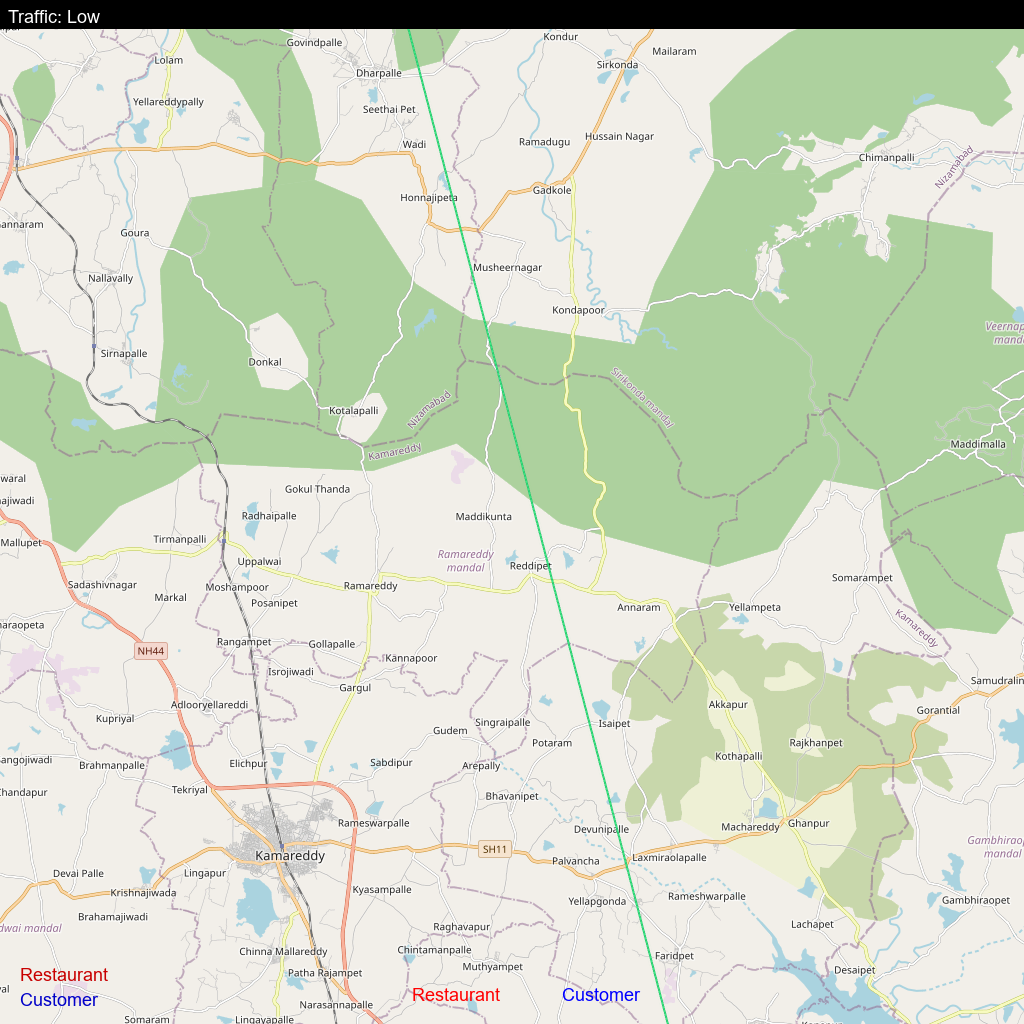 Traffic: Low
Govindpalle
Kondur
Mailaram
Lolam
Dharpalle
Sirkonda
Yellareddypally
Seethai Pet
Wadi
Ramadugu
Hussain Nagar
Chimanpalli
Nizamabad
Honnajipeta
Gadkole
annaram
Goura
Nallavally
Musheernagar
Kondapoor
Sirnapalle
Donkal
Veernap
manda
Kotalapalli
Nizamabad
Sirikonda mandal
Kamareddy
Maddimalla
waral
Gokul Thanda
ajiwadi
Radhaipalle
Maddikunta
Mallupet
Tirmanpalli
Uppalwai
Ramareddy
mandal
Reddipet
Sadashivnagar
Moshampoor
Ramareddy
Somarampet
Markal
Posanipet
Annaram
Yellampeta
naraopeta
Kamareddy
NH44
Rangampet
Gollapalle
Kannapoor
Isrojiwadi
Gargul
Samudralin
Adlooryellareddi
Akkapur
Gorantial
Kupriyal
Singraipalle
Isaipet
Gudem
Potaram
Rajkhanpet
Kothapalli
angojiwadi
Brahmanpalle
Elichpur
Sabdipur
Arepally
Chandapur
Tekriyal
Bhavanipet
Rameswarpalle
Devunipalle
Machareddy
Ghanpur
SH11
Kamareddy
Palvancha
Laxmiraolapalle
Gambhiraop
mandal
Devai Palle
Lingapur
Krishnajiwada
Kyasampalle
Yellapgonda
Rameshwarpalle
Gambhiraopet
Brahamajiwadi
dwai mandal
Raghavapur
Lachapet
Chinna Mallareddy
Chintamanpalle
Faridpet
Restaurant
Patha Rajampet
Muthyampet
Desaipet
Customer
Restaurant
Customer
Narasannapalle
Somaram
Lingayapalle